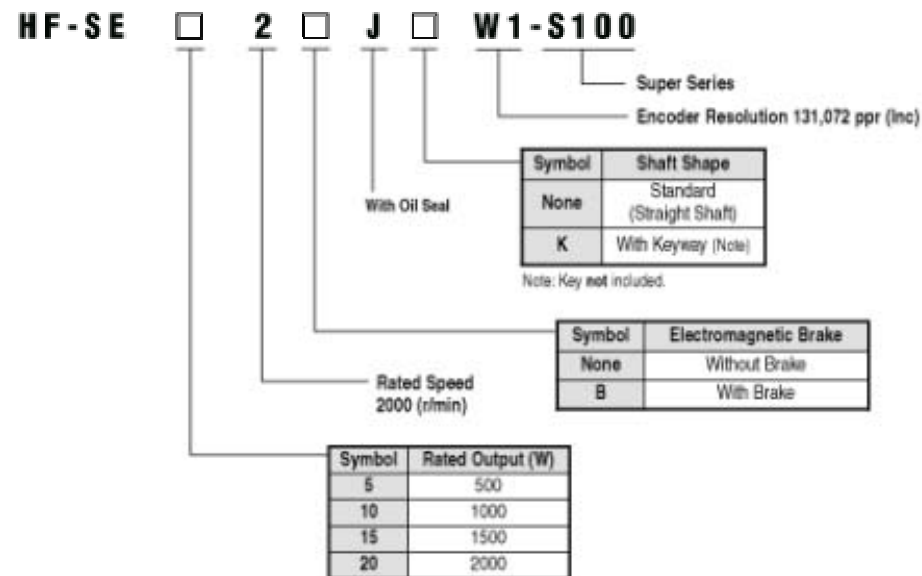 HF-SE □ 2 □ J □ W1-S100
Super Series
Encoder Resolution 131,072 ppr (Inc)
Symbol Shaft Shape
None Standard
(Straight Shaft)
K With Keyway (Note)
With Oil Seal
Note: Key not included.
Symbol Electromagnetic Brake
None Without Brake
B With Brake
Rated Speed
2000 (r/min)
Symbol Rated Output (W)
5 500
10 1000
15 1500
20 2000